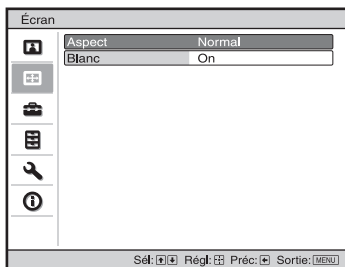 Écran
Aspect Normal
Blanc On
Sél: Régl: Préc: Sortie: MENU